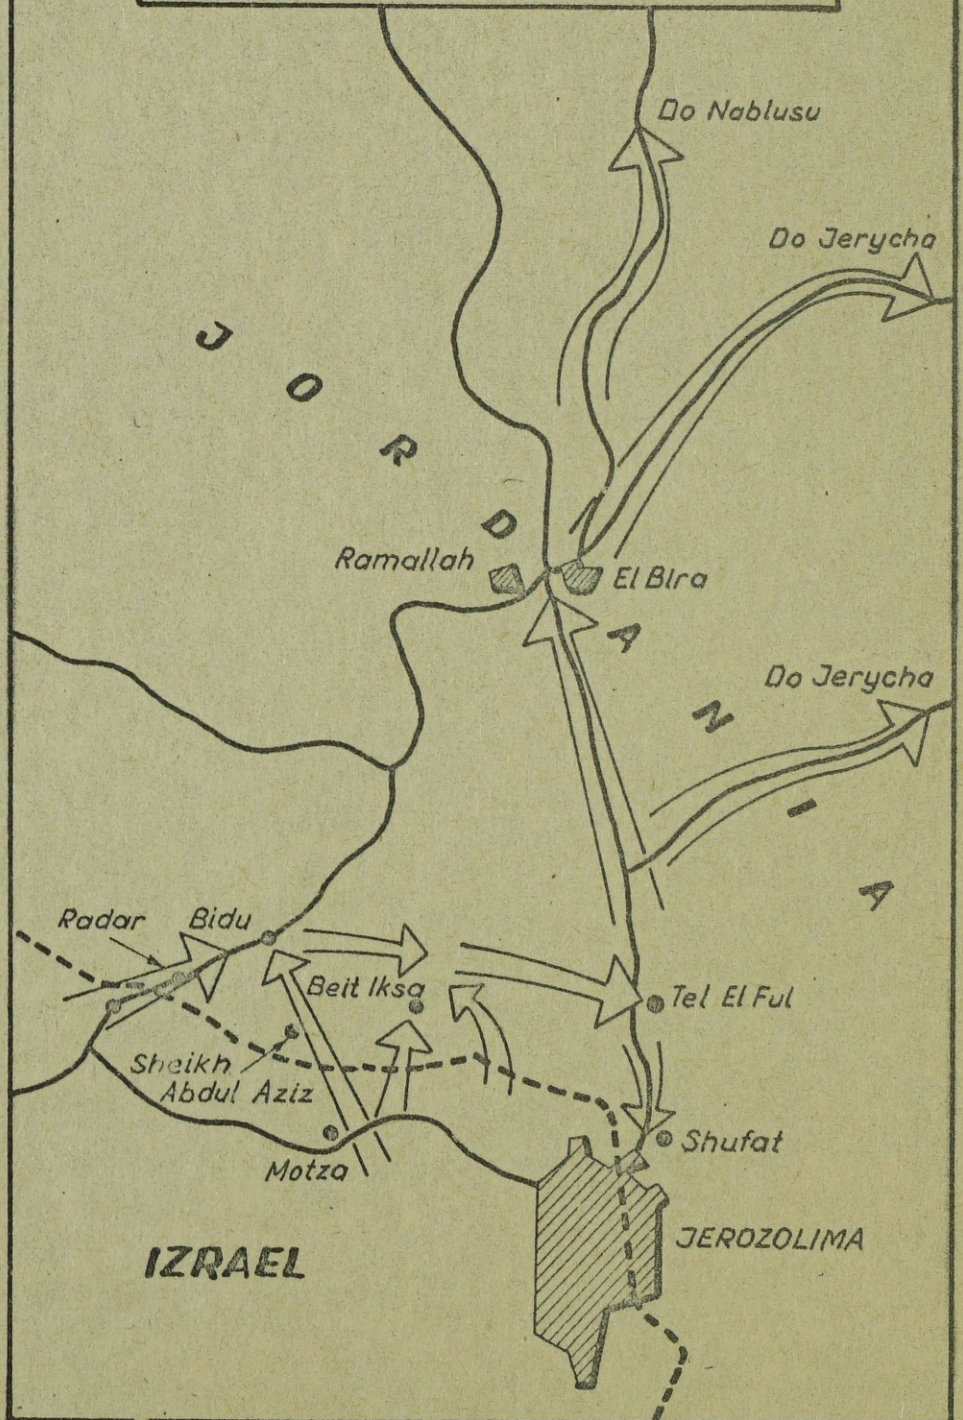 Do Nablusu
Do Jerycha
JORDANIA
Ramallah
El Bira
Do Jerycha
Radar
Bidu
Beit Iksa
Tel El Ful
Sheikh
Abdul Aziz
Motza
Shufat
JEROZOLIMA
IZRAEL